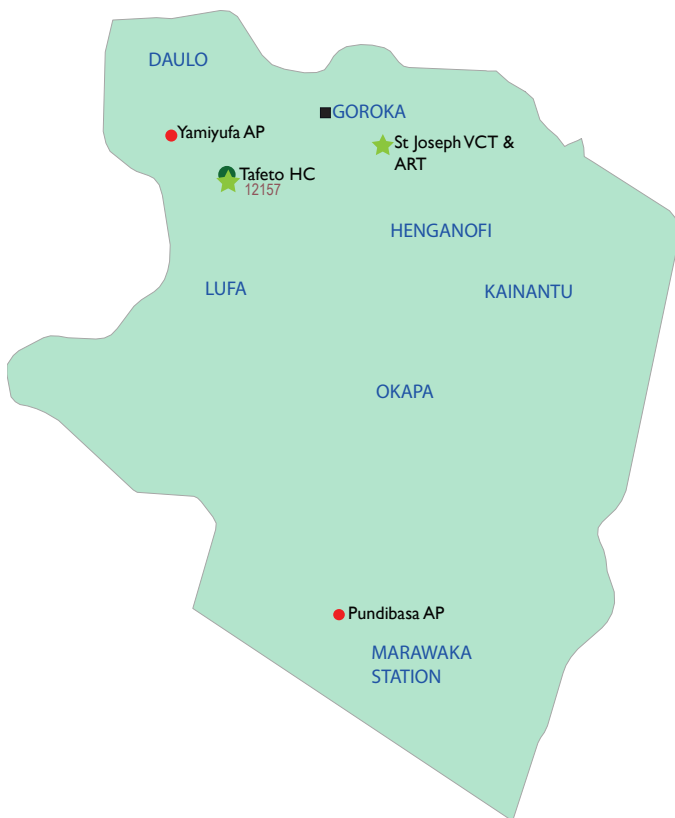 DAULO
GOROKA
Yamiyufa AP
St Joseph VCT &
ART
Tafeto HC
12157
HENGANOFI
LUFA
KAINANTU
OKAPA
Pundibasa AP
MARAWAKA
STATION